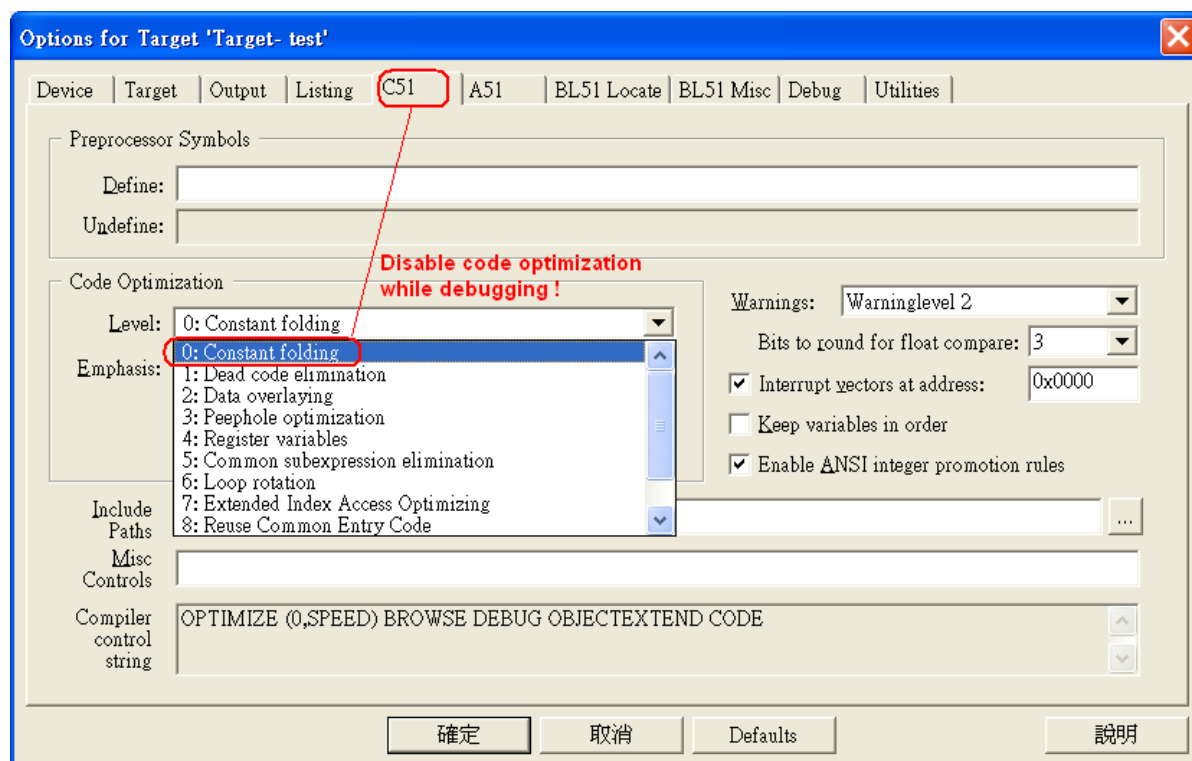 Options for Target 'Target- test'
Device Target Output Listing C51 A51 BL51 Locate BL51 Misc Debug Utilities
Preprocessor Symbols
Define:
Undefine:
Disable code optimization
while debugging !
Code Optimization
Level: 0: Constant folding
0: Constant folding
1: Dead code elimination
2: Data overlaying
3: Peephole optimization
4: Register variables
5: Common subexpression elimination
6: Loop rotation
7: Extended Index Access Optimizing
8: Reuse Common Entry Code
Emphasis:
Warnings: Warninglevel 2
Bits to round for float compare: 3
Interrupt vectors at address: 0x0000
Keep variables in order
Enable ANSI integer promotion rules
Include
Paths
...
Misc
Controls
Compiler
control
string
OPTIMIZE (0,SPEED) BROWSE DEBUG OBJECTEXTEND CODE
確定 取消 Defaults 說明